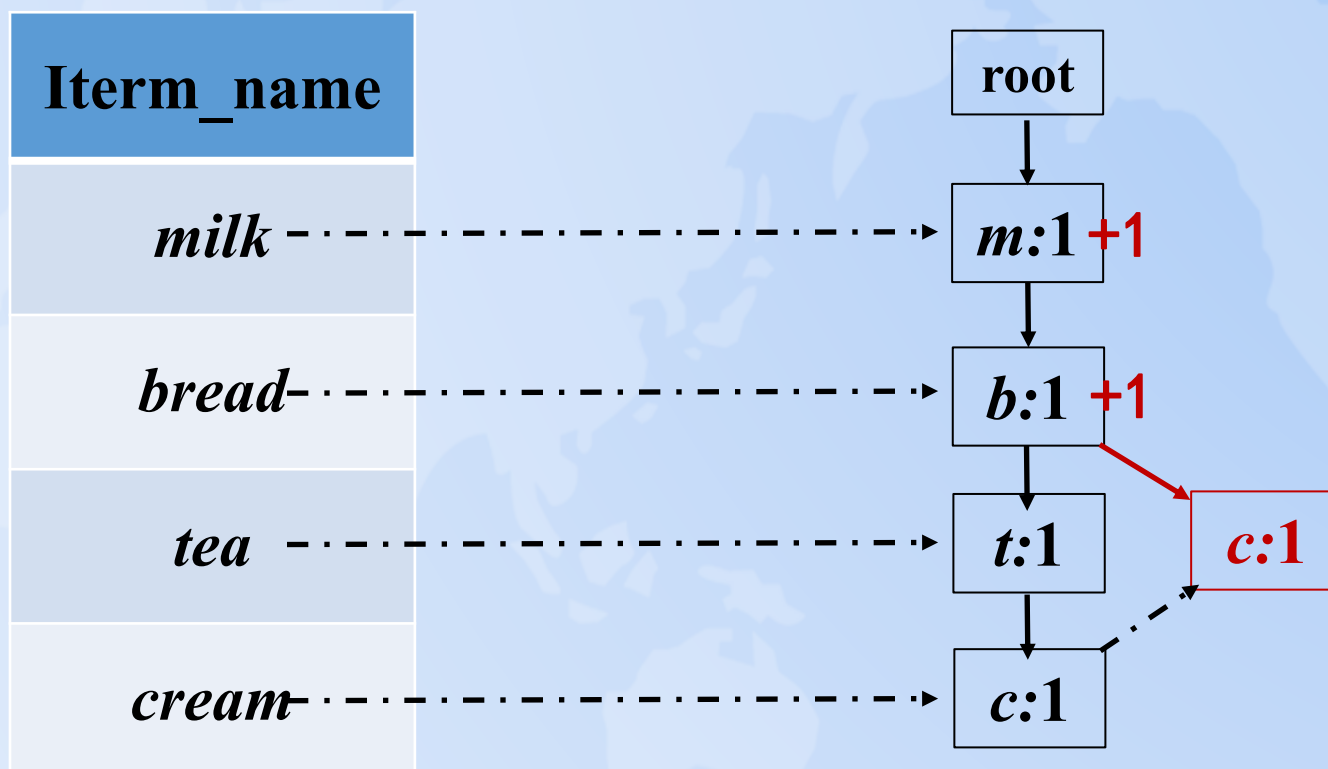 Iterm_name
root
milk
m:1 +1
bread
b:1 +1
tea
t:1
c:1
cream
c:1